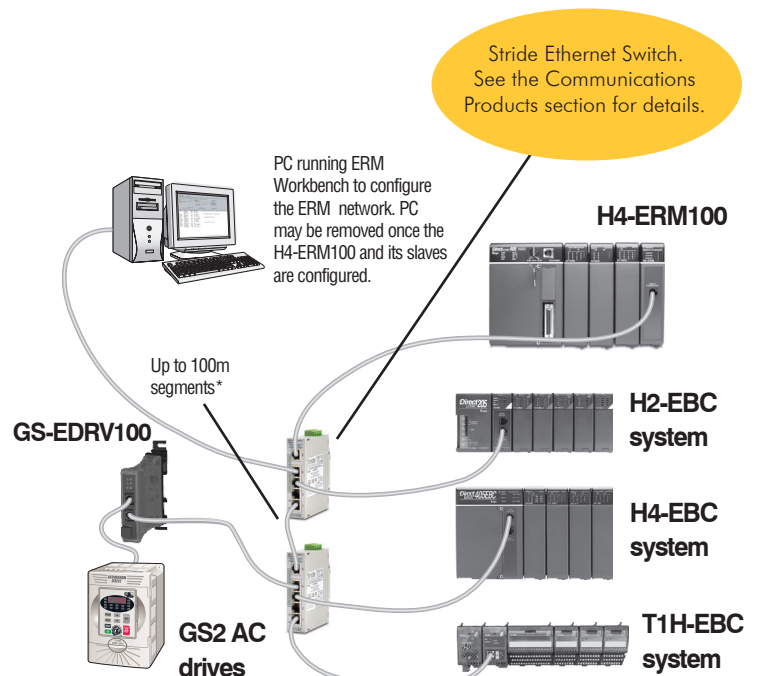 Stride Ethernet Switch.
See the Communications
Products section for details.
PC running ERM
Workbench to configure
the ERM network. PC
may be removed once the
H4-ERM100 and its slaves
are configured.
H4-ERM100
Up to 100m
segments*
GS-EDRV100
Direct205
H2-EBC
system
Direct405EBC
H4-EBC
system
GS2 AC
drives
T1H-EBC
system